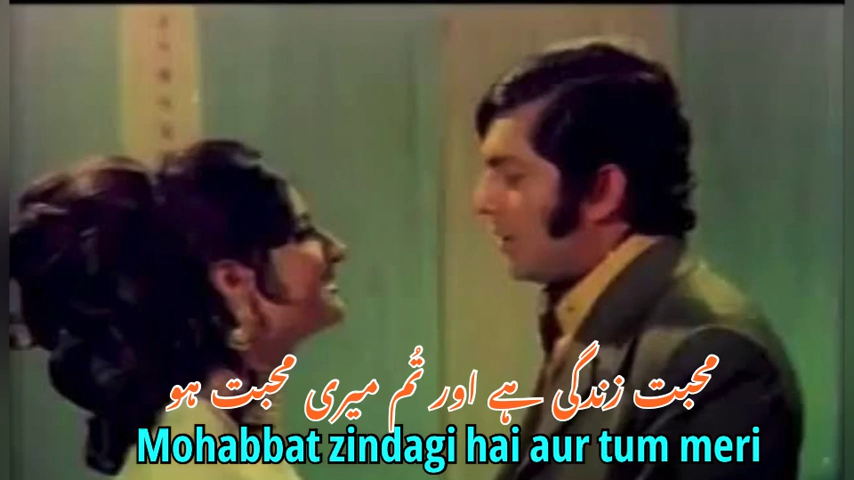 محبت زندگی ہے اور تُم میری محبت ہو
Mohabbat zindagi hai aur tum meri